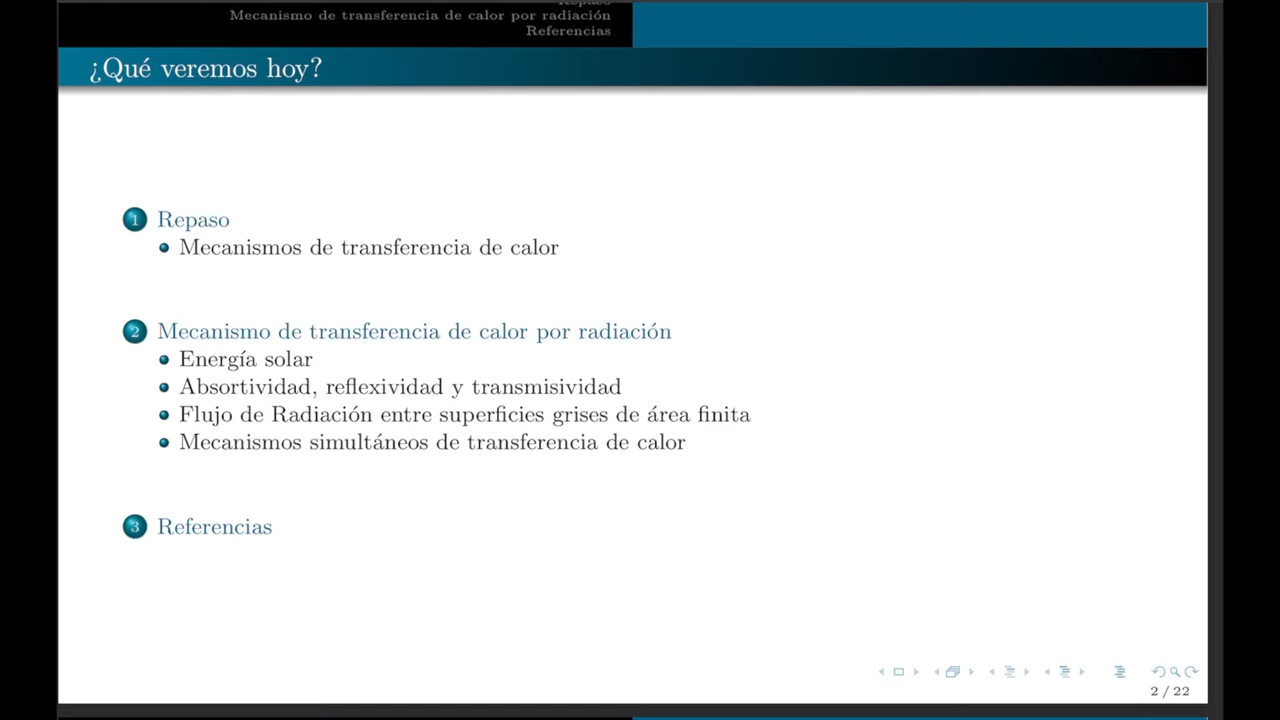 Repaso
Mecanismo de transferencia de calor por radiación
Referencias
¿Qué veremos hoy?
1 Repaso
Mecanismos de transferencia de calor
2 Mecanismo de transferencia de calor por radiación
Energía solar
Absortividad, reflexividad y transmisividad
Flujo de Radiación entre superficies grises de área finita
Mecanismos simultáneos de transferencia de calor
3 Referencias
2 / 22